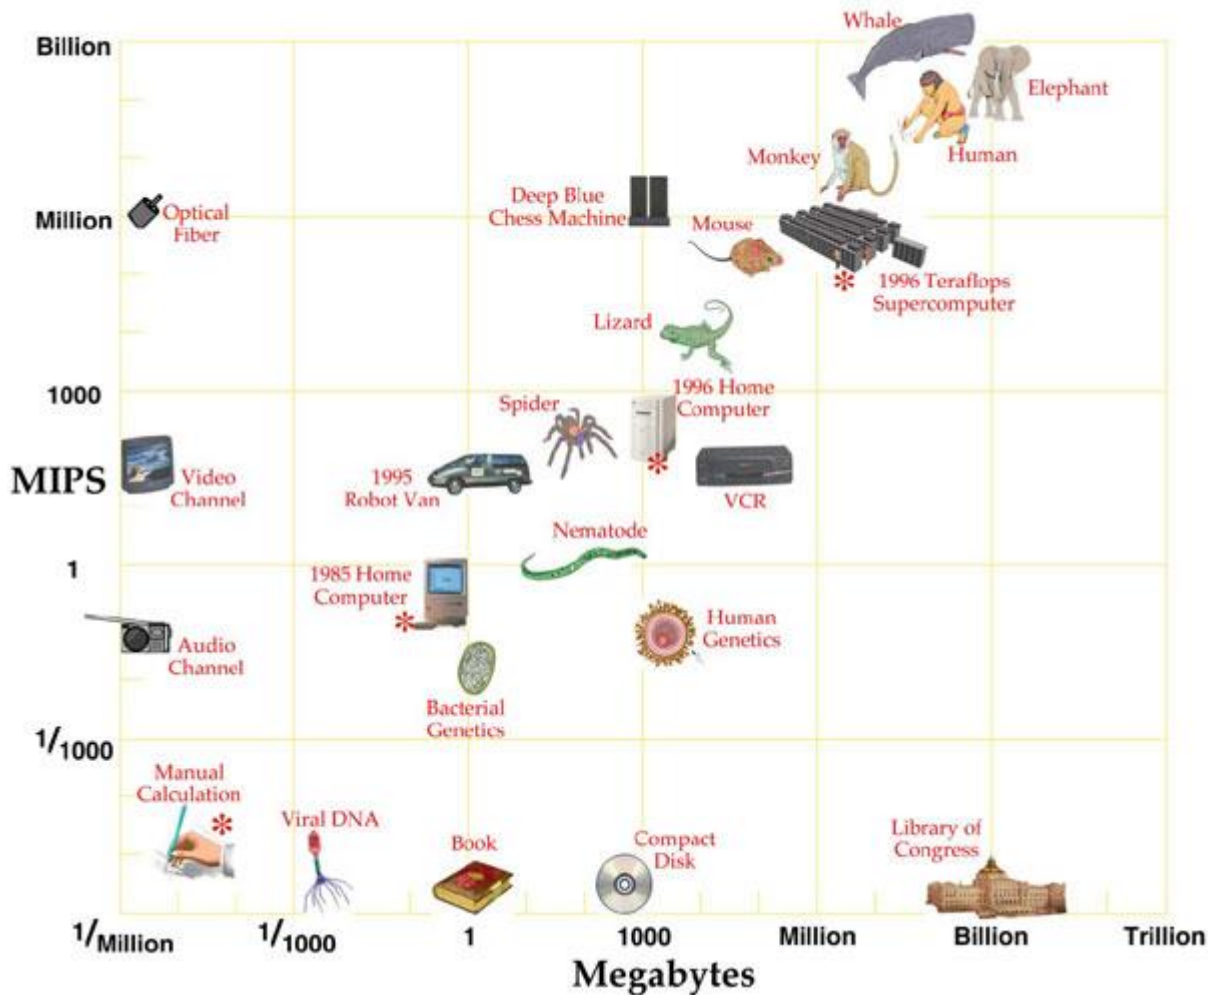 Whale
Billion
Elephant
Monkey
Human
Deep Blue
Chess Machine
Million
Optical
Fiber
Mouse
*
1996 Teraflops
Supercomputer
Lizard
1000
1996 Home
Computer
Spider
*
MIPS
Video
Channel
1995
Robot Van
VCR
Nematode
1
1985 Home
Computer
*
Human
Genetics
Audio
Channel
Bacterial
Genetics
1/1000
Manual
Calculation
*
Viral DNA
Book
Compact
Disk
Library of
Congress
1/Million
1/1000
1
1000
Million
Billion
Trillion
Megabytes